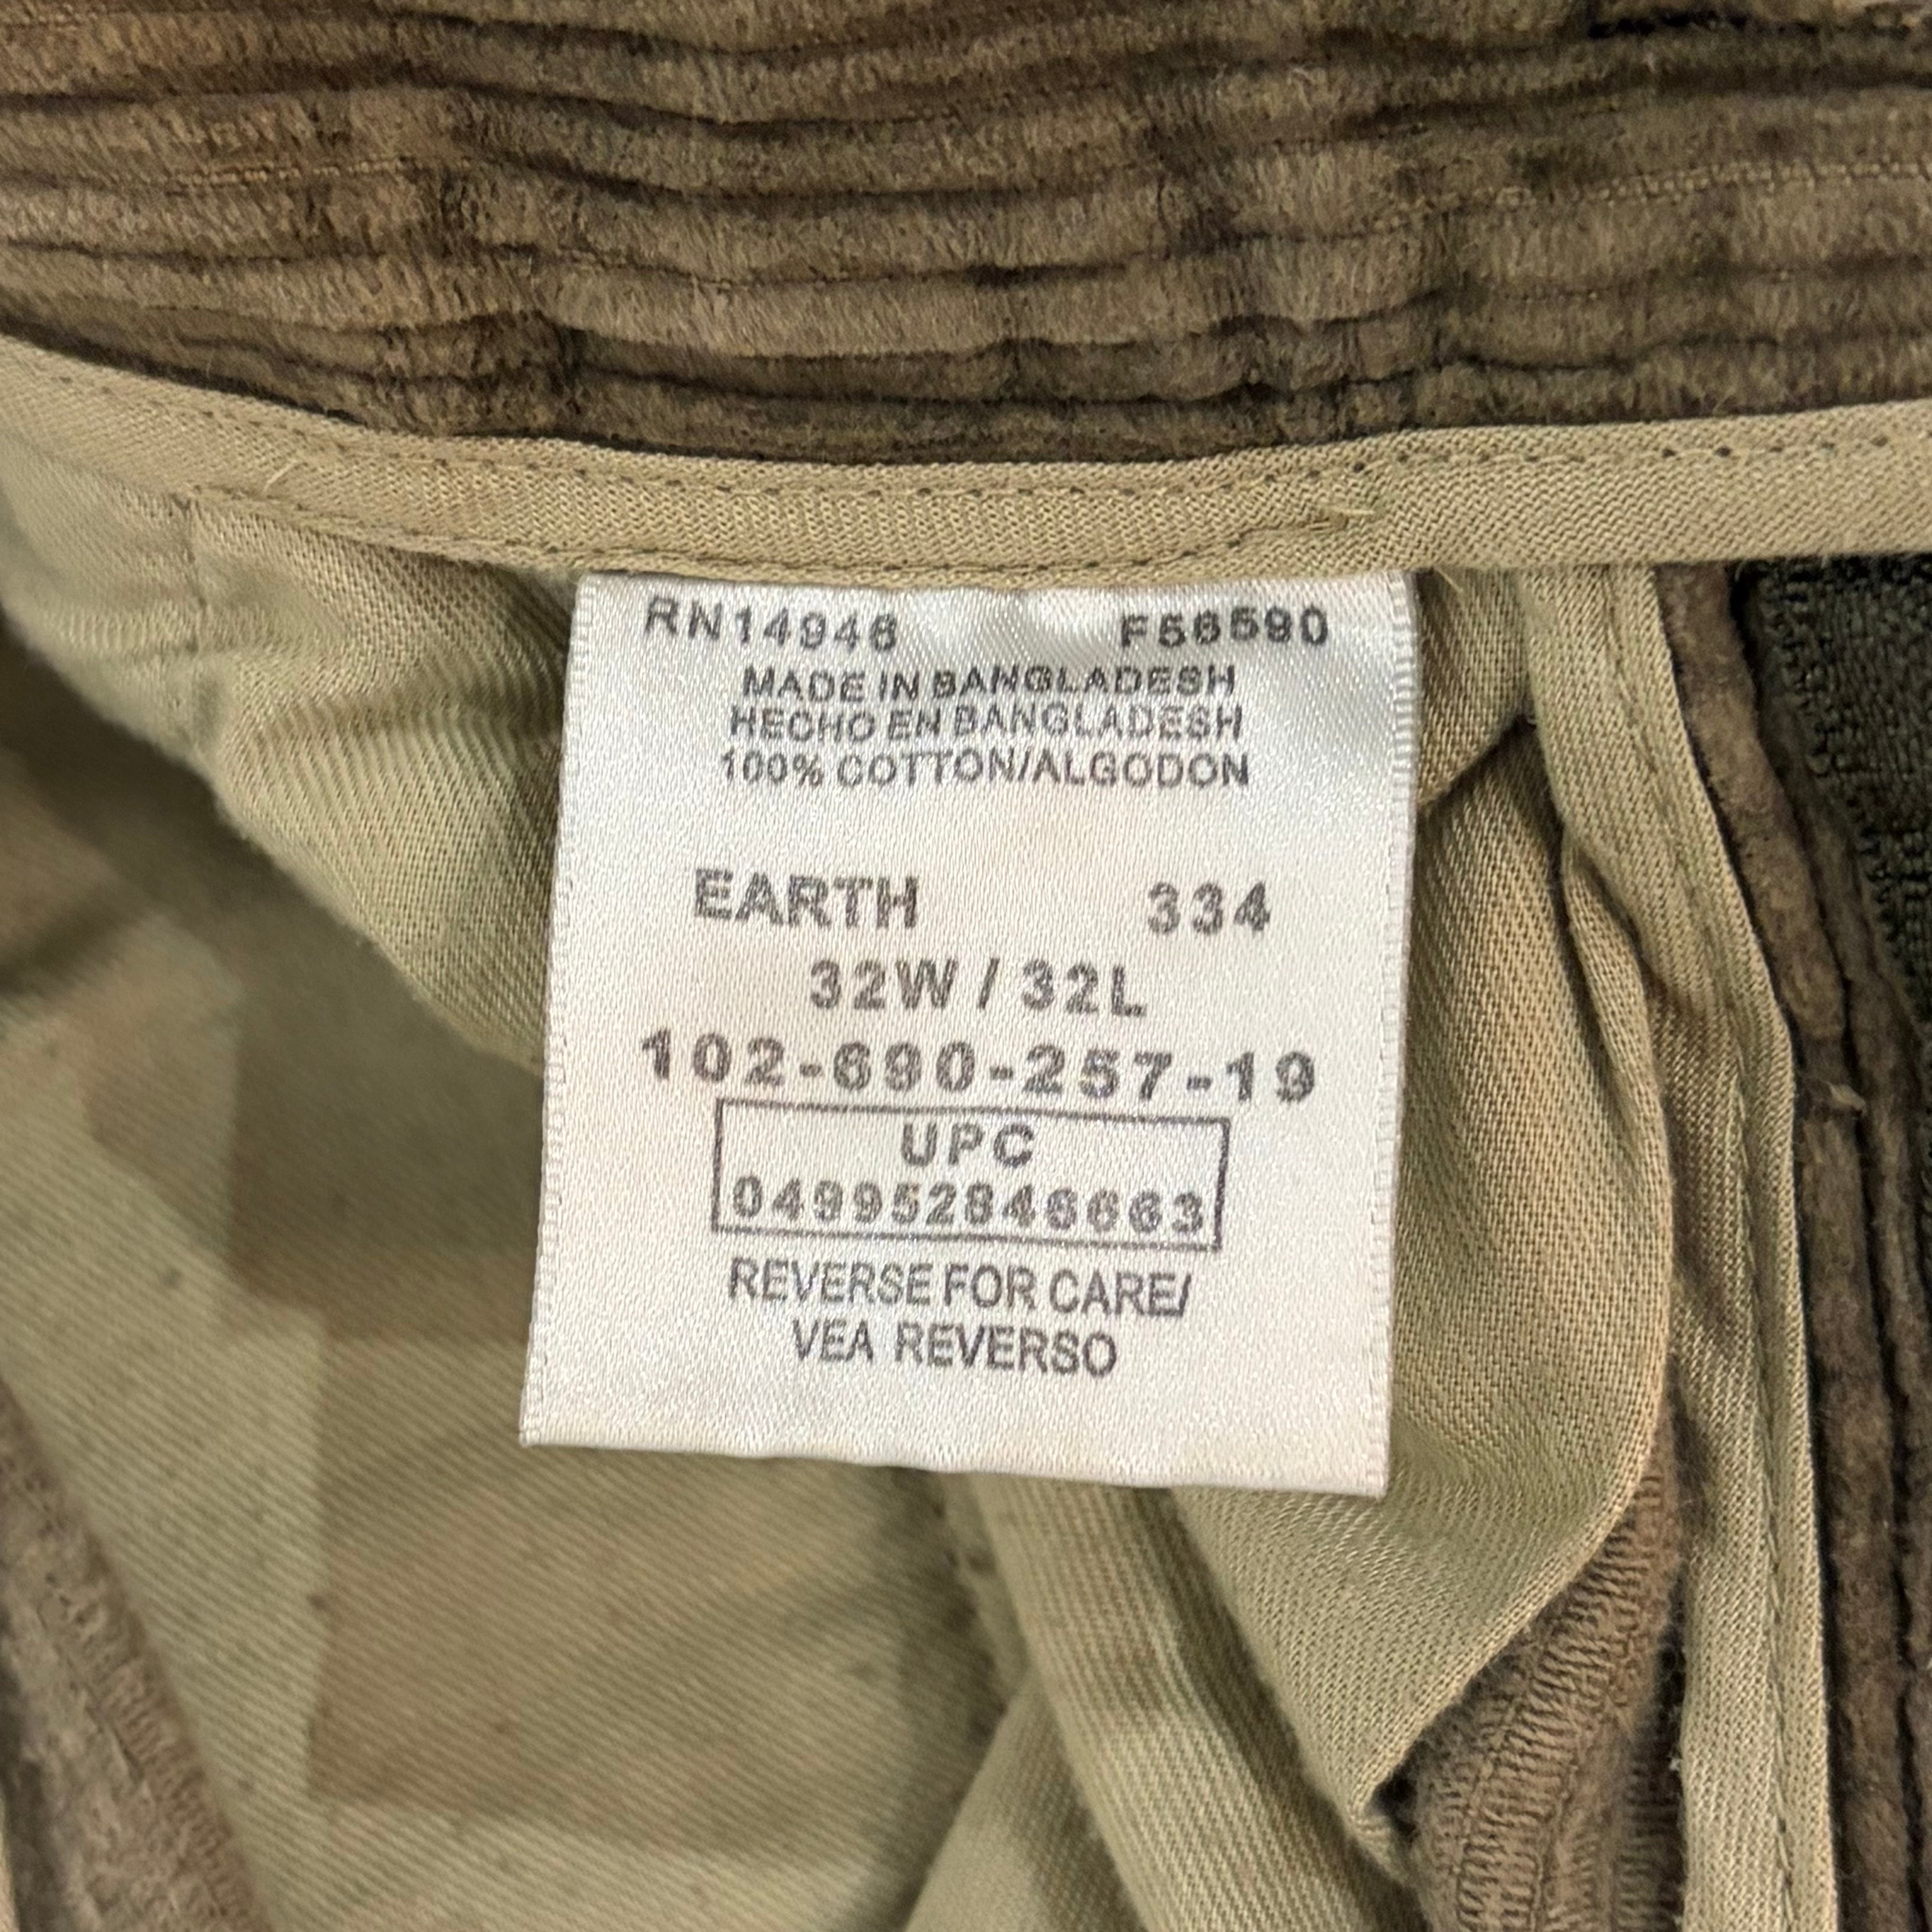 RN14946 F56590
MADE IN BANGLADESH
HECHO EN BANGLADESH
100% COTTON/ALGODON
EARTH 334
32W / 32L
102-690-257-19
UPC
049952846663
REVERSE FOR CARE/
VEA REVERSO